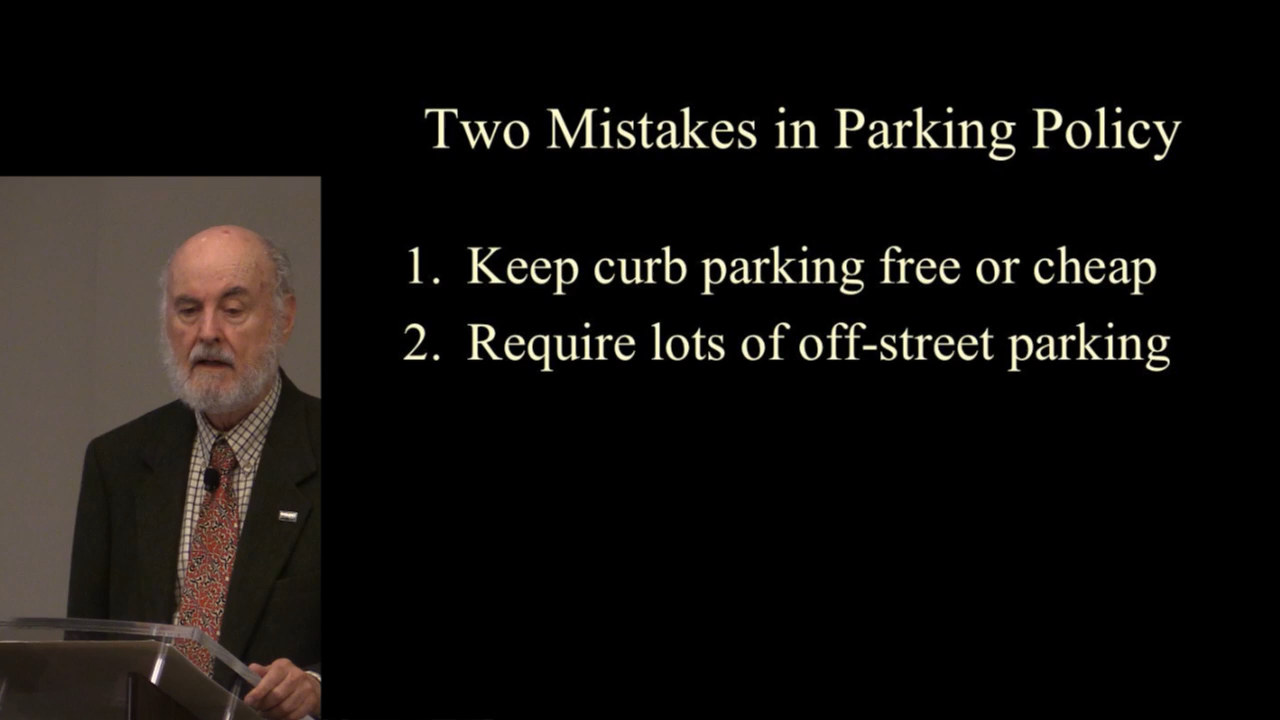 Two Mistakes in Parking Policy
1. Keep curb parking free or cheap
2. Require lots of off-street parking